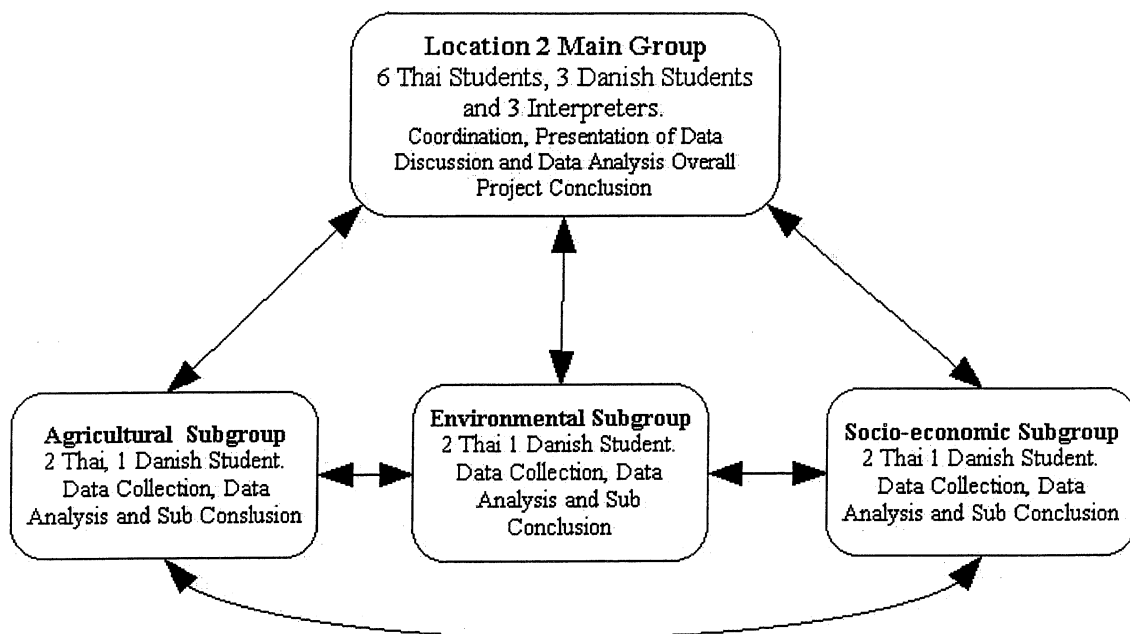 Location 2 Main Group
6 Thai Students, 3 Danish Students
and 3 Interpreters.
Coordination, Presentation of Data
Discussion and Data Analysis Overall
Project Conclusion
Agricultural Subgroup
2 Thai, 1 Danish Student.
Data Collection, Data
Analysis and Sub Conslusion
Environmental Subgroup
2 Thai 1 Danish Student.
Data Collection, Data
Analysis and Sub
Conclusion
Socio-economic Subgroup
2 Thai 1 Danish Student.
Data Collection, Data
Analysis and Sub Conclusion